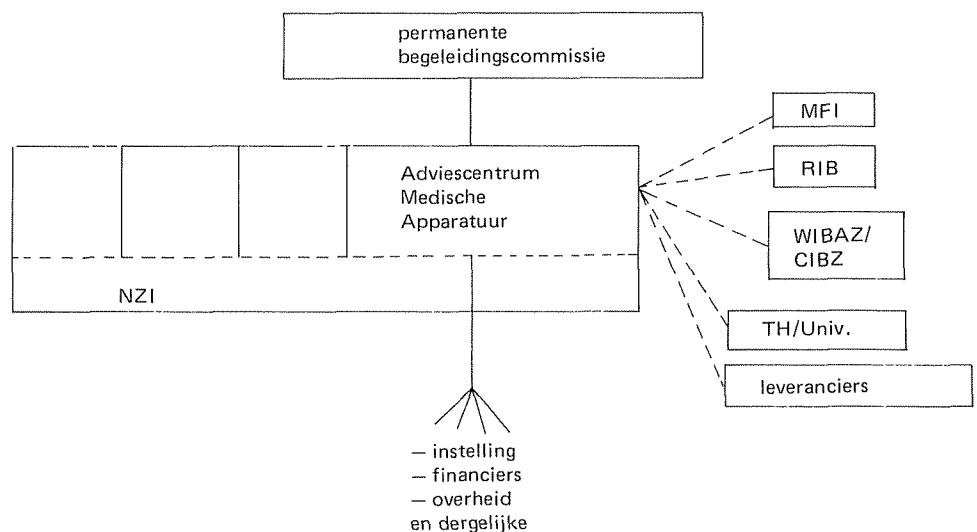 permanente
begeleidingscommissie
MFI
RIB
Adviescentrum
Medische
Apparatuur
WIBAZ/
CIBZ
NZI
TH/Univ.
leveranciers
— instelling
— financiers
— overheid
en dergelijke